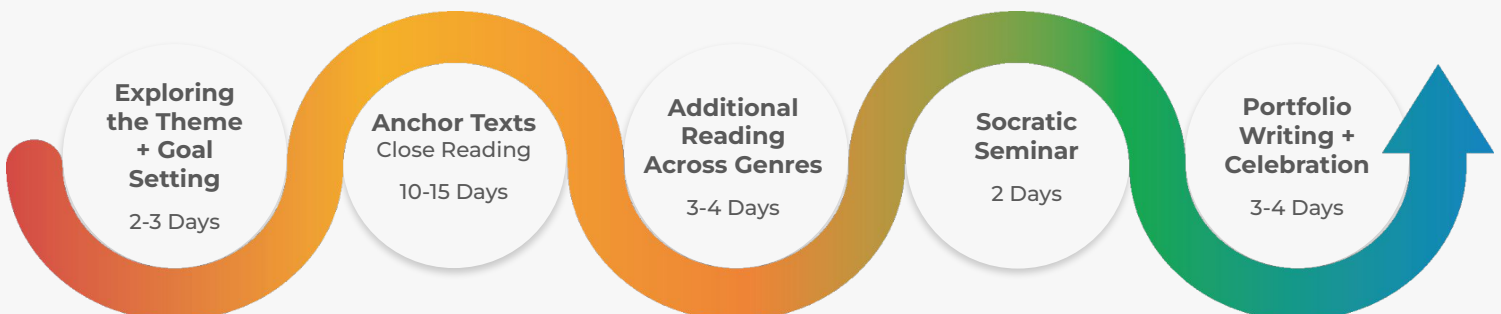 Exploring
the Theme
+ Goal
Setting
2-3 Days
Anchor Texts
Close Reading
10-15 Days
Additional
Reading
Across Genres
3-4 Days
Socratic
Seminar
2 Days
Portfolio
Writing +
Celebration
3-4 Days